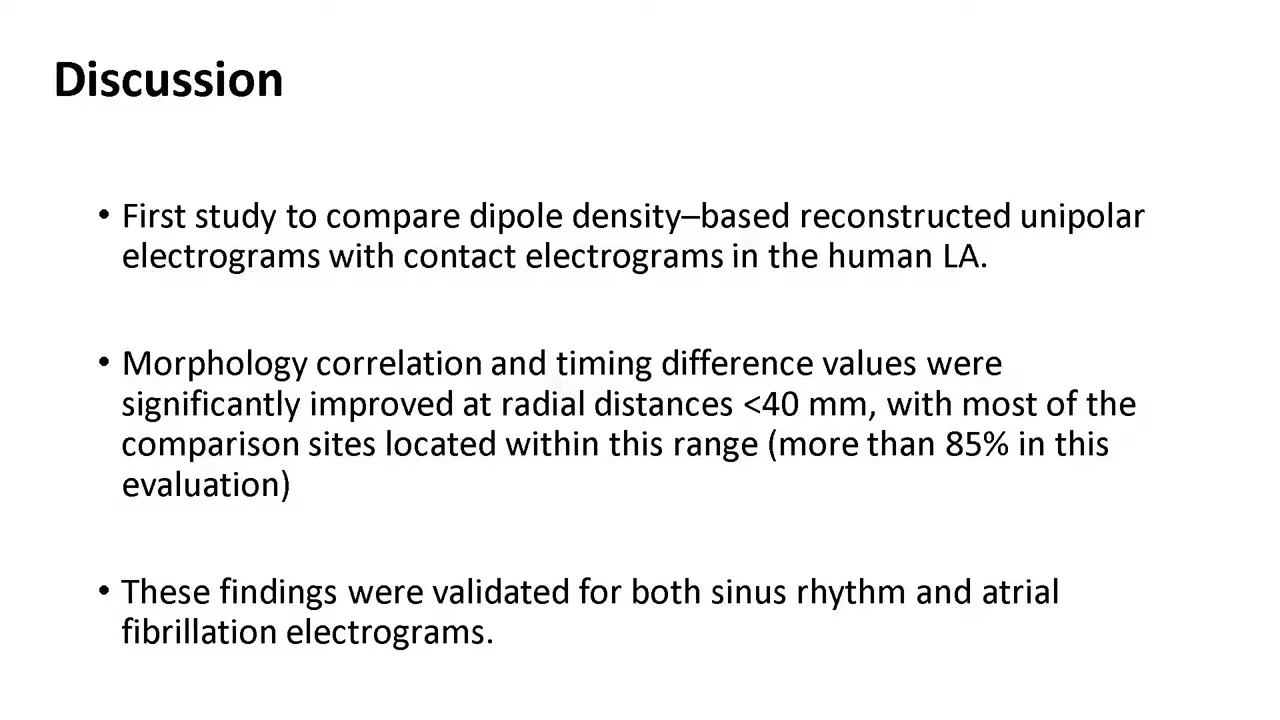 Discussion
• First study to compare dipole density–based reconstructed unipolar
electrograms with contact electrograms in the human LA.
• Morphology correlation and timing difference values were
significantly improved at radial distances <40 mm, with most of the
comparison sites located within this range (more than 85% in this
evaluation)
• These findings were validated for both sinus rhythm and atrial
fibrillation electrograms.